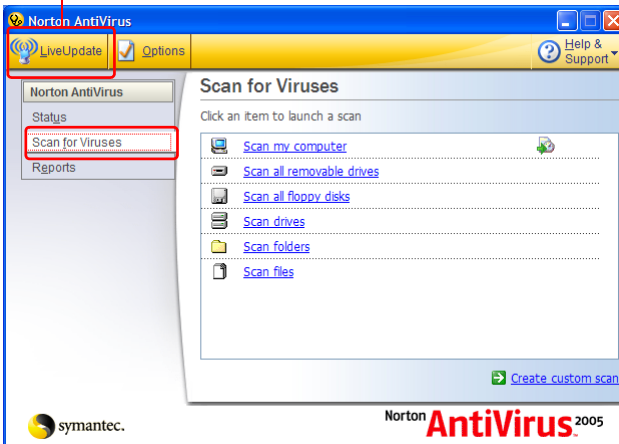 Norton AntiVirus
LiveUpdate
Options
Help &
Support
Norton AntiVirus
Status
Scan for Viruses
Reports
Scan for Viruses
Click an item to launch a scan
Scan my computer
Scan all removable drives
Scan all floppy disks
Scan drives
Scan folders
Scan files
Create custom scan
symantec.
Norton AntiVirus 2005